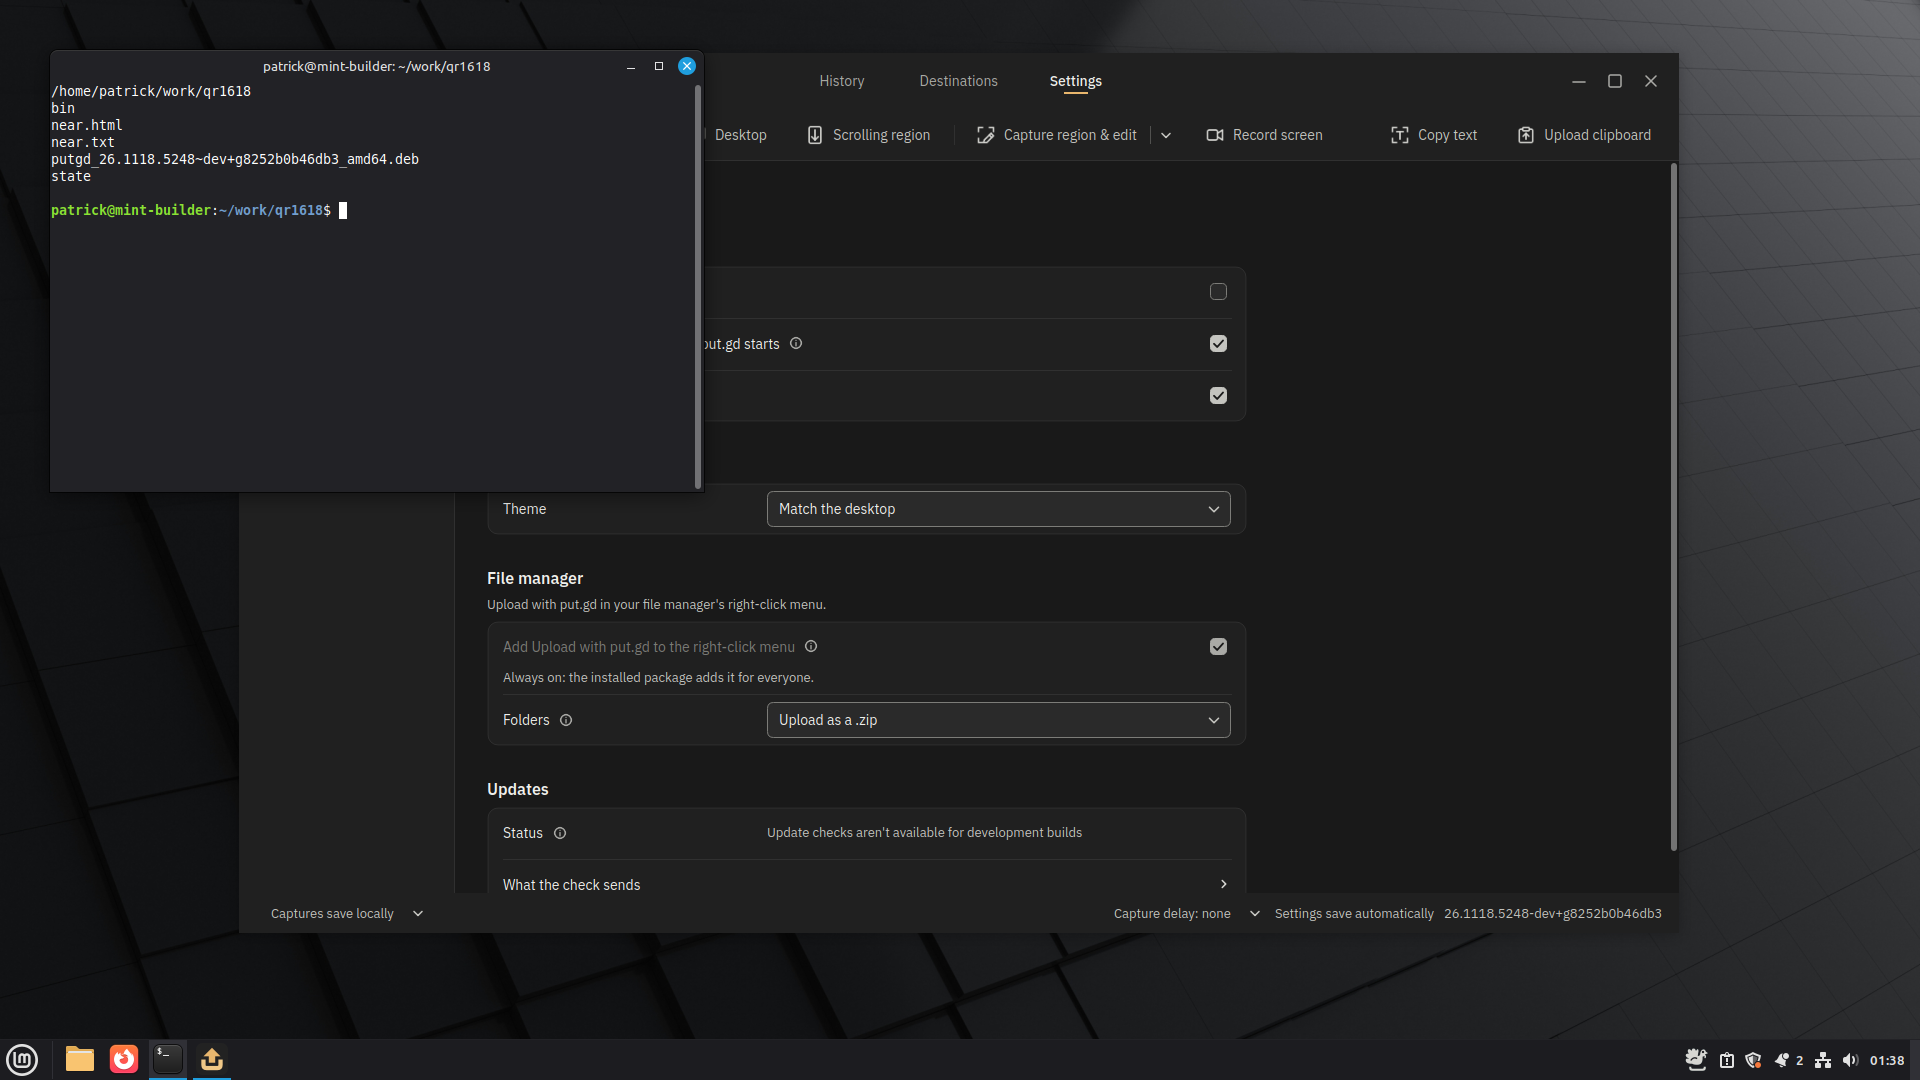 patrick@mint-builder: ~/work/qr1618
/home/patrick/work/qr1618
bin
near.html
near.txt
putgd_26.1118.5248~dev+g8252b0b46db3_amd64.deb
state
patrick@mint-builder:~/work/qr1618$
History Destinations Settings
Desktop Scrolling region Capture region & edit Record screen Copy text Upload clipboard
put.gd starts
Theme Match the desktop
File manager
Upload with put.gd in your file manager's right-click menu.
Add Upload with put.gd to the right-click menu
Always on: the installed package adds it for everyone.
Folders Upload as a .zip
Updates
Status Update checks aren't available for development builds
What the check sends
Captures save locally Capture delay: none Settings save automatically 26.1118.5248-dev+g8252b0b46db3
2 01:38